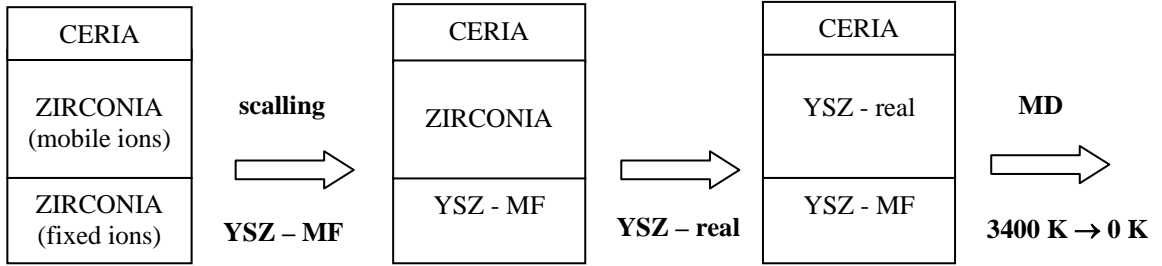 CERIA
ZIRCONIA
(mobile ions)
ZIRCONIA
(fixed ions)
scalling
YSZ – MF
CERIA
ZIRCONIA
YSZ - MF
YSZ – real
CERIA
YSZ - real
YSZ - MF
MD
3400 K → 0 K